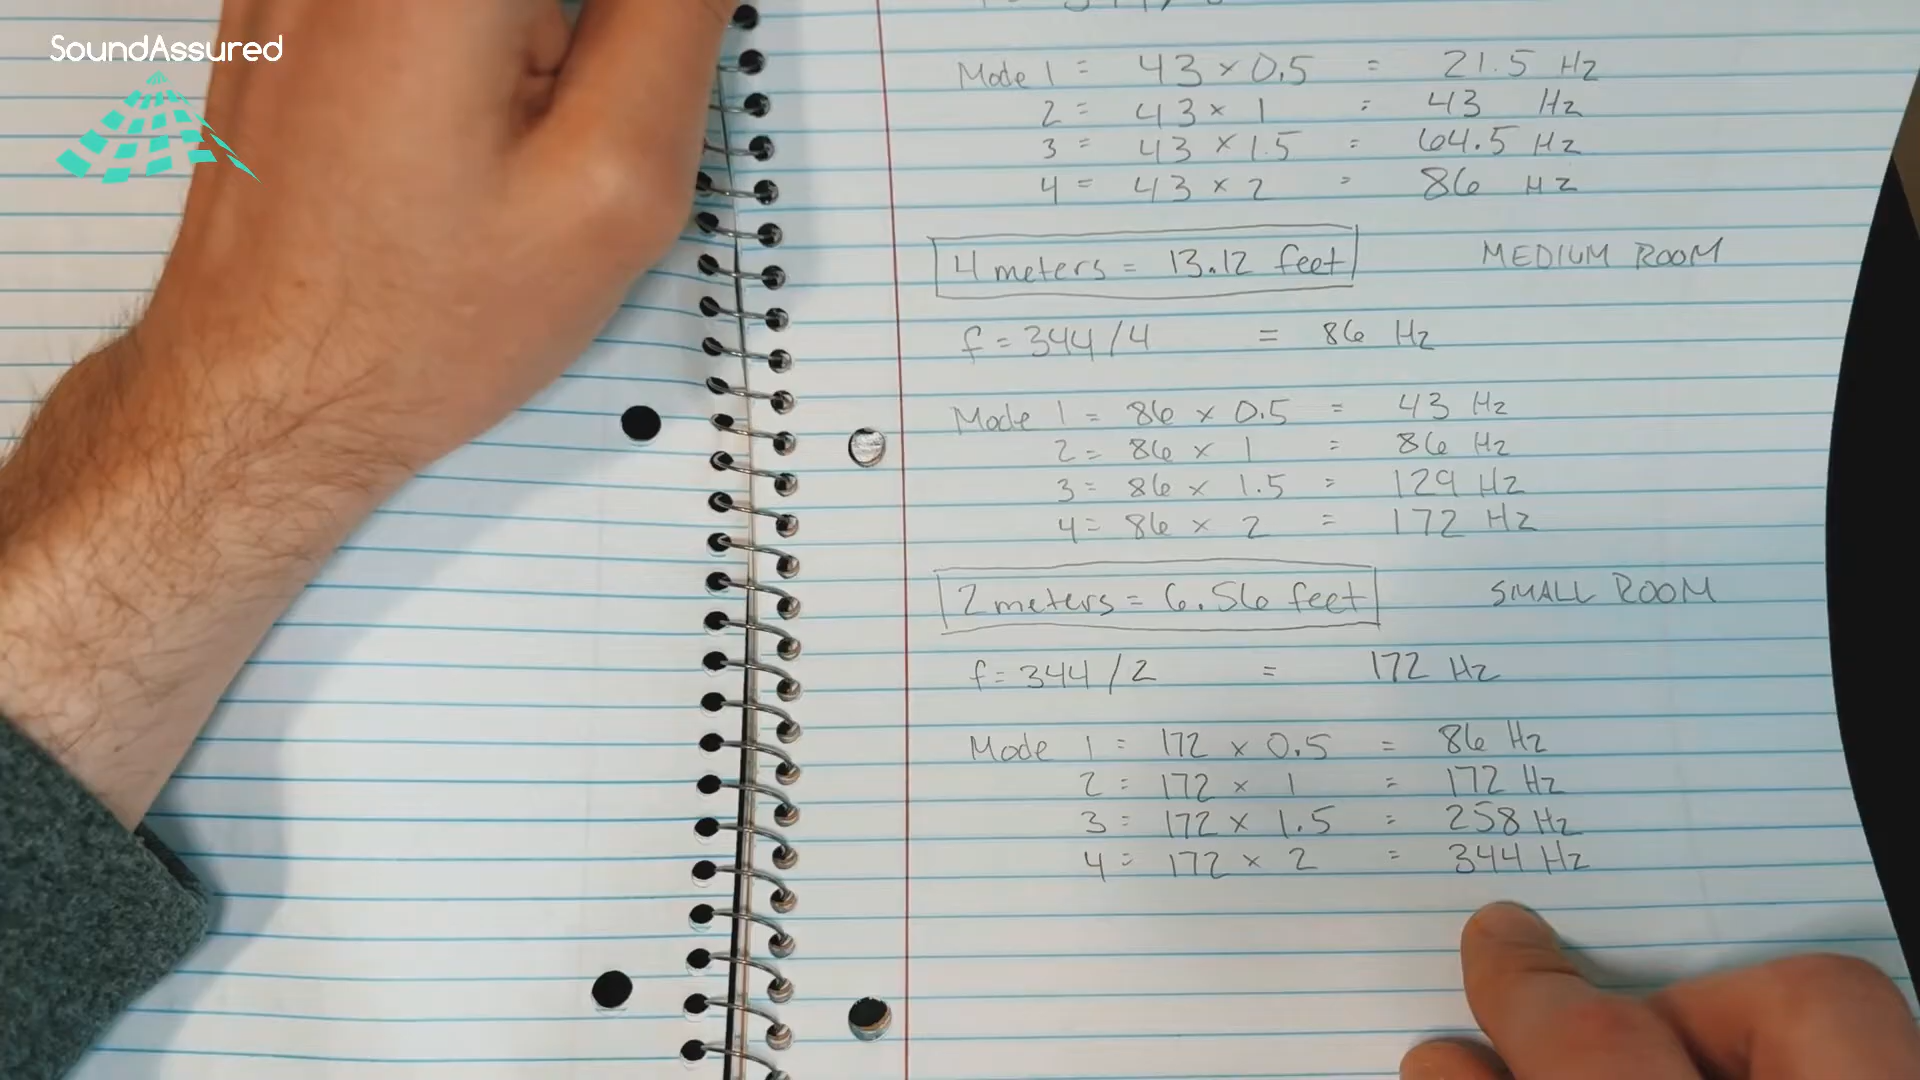 SoundAssured
Mode 1 = 43 x 0.5 = 21.5 Hz
2 = 43 x 1 = 43 Hz
3 = 43 x 1.5 = 64.5 Hz
4 = 43 x 2 = 86 Hz
4 meters = 13.12 feet MEDIUM ROOM
f = 344/4 = 86 Hz
Mode 1 = 86 x 0.5 = 43 Hz
2 = 86 x 1 = 86 Hz
3 = 86 x 1.5 = 129 Hz
4 = 86 x 2 = 172 Hz
2 meters = 6.56 feet SMALL ROOM
f = 344/2 = 172 Hz
Mode 1 = 172 x 0.5 = 86 Hz
2 = 172 x 1 = 172 Hz
3 = 172 x 1.5 = 258 Hz
4 = 172 x 2 = 344 Hz